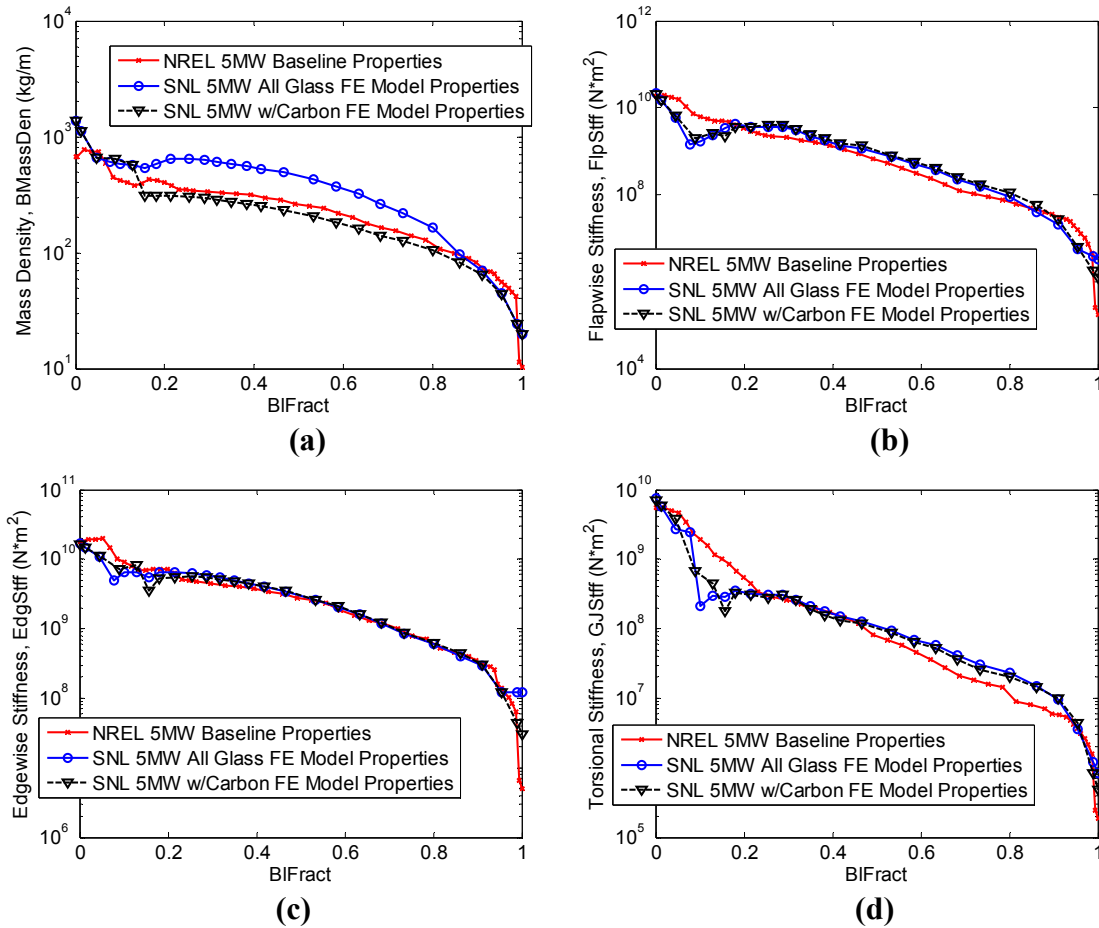 10^4
10^3
10^2
10^1
Mass Density, BMassDen (kg/m)
NREL 5MW Baseline Properties
SNL 5MW All Glass FE Model Properties
SNL 5MW w/Carbon FE Model Properties
0 0.2 0.4 0.6 0.8 1
BlFract
(a)
10^12
10^10
10^8
10^4
Flapwise Stiffness, FlpStff (N*m^2)
NREL 5MW Baseline Properties
SNL 5MW All Glass FE Model Properties
SNL 5MW w/Carbon FE Model Properties
0 0.2 0.4 0.6 0.8 1
BlFract
(b)
10^11
10^10
10^9
10^8
10^6
Edgewise Stiffness, EdgStff (N*m^2)
NREL 5MW Baseline Properties
SNL 5MW All Glass FE Model Properties
SNL 5MW w/Carbon FE Model Properties
0 0.2 0.4 0.6 0.8 1
BlFract
(c)
10^10
10^9
10^8
10^7
10^5
Torsional Stiffness, GJStff (N*m^2)
NREL 5MW Baseline Properties
SNL 5MW All Glass FE Model Properties
SNL 5MW w/Carbon FE Model Properties
0 0.2 0.4 0.6 0.8 1
BlFract
(d)